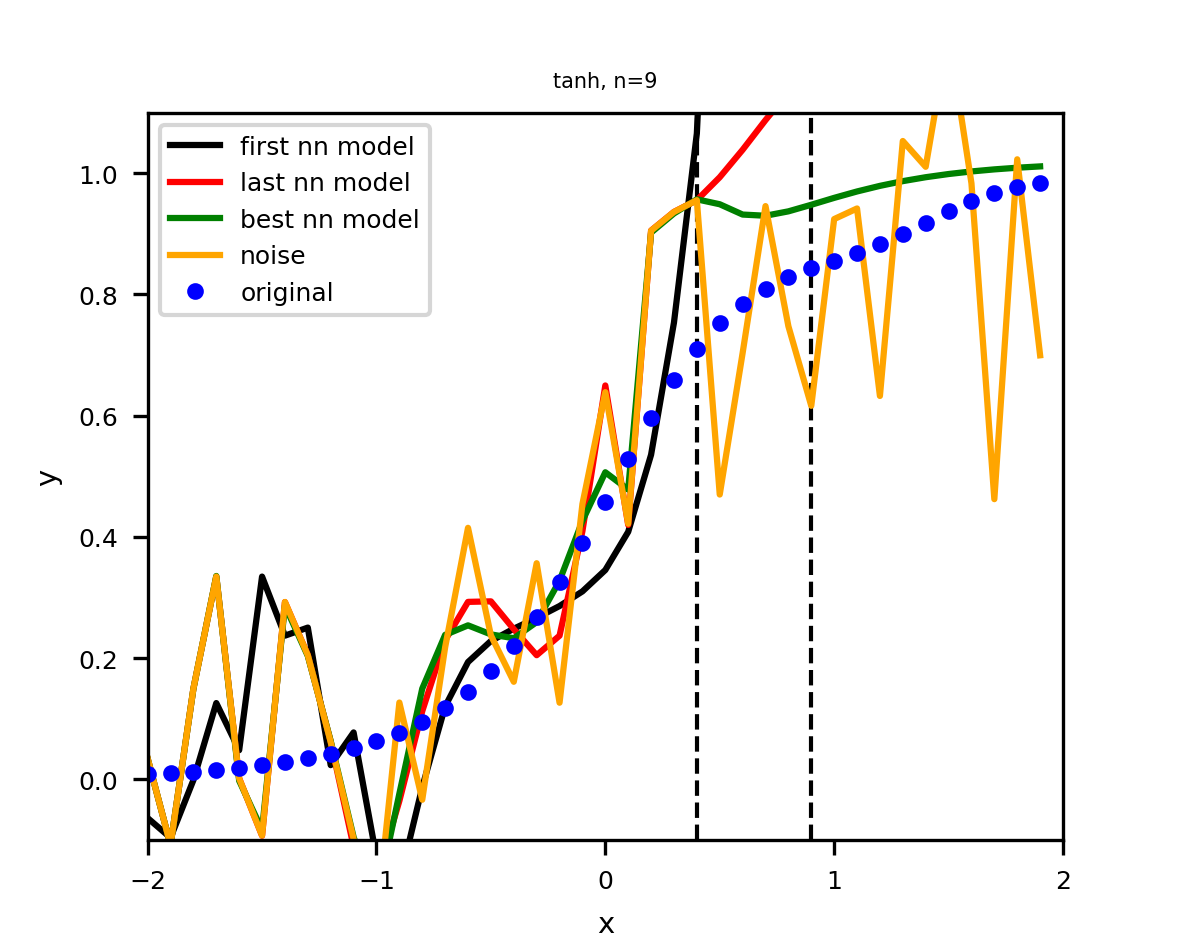 tanh, n=9
first nn model
last nn model
best nn model
noise
original
1.0
0.8
0.6
0.4
0.2
0.0
y
−2
−1
0
1
2
x